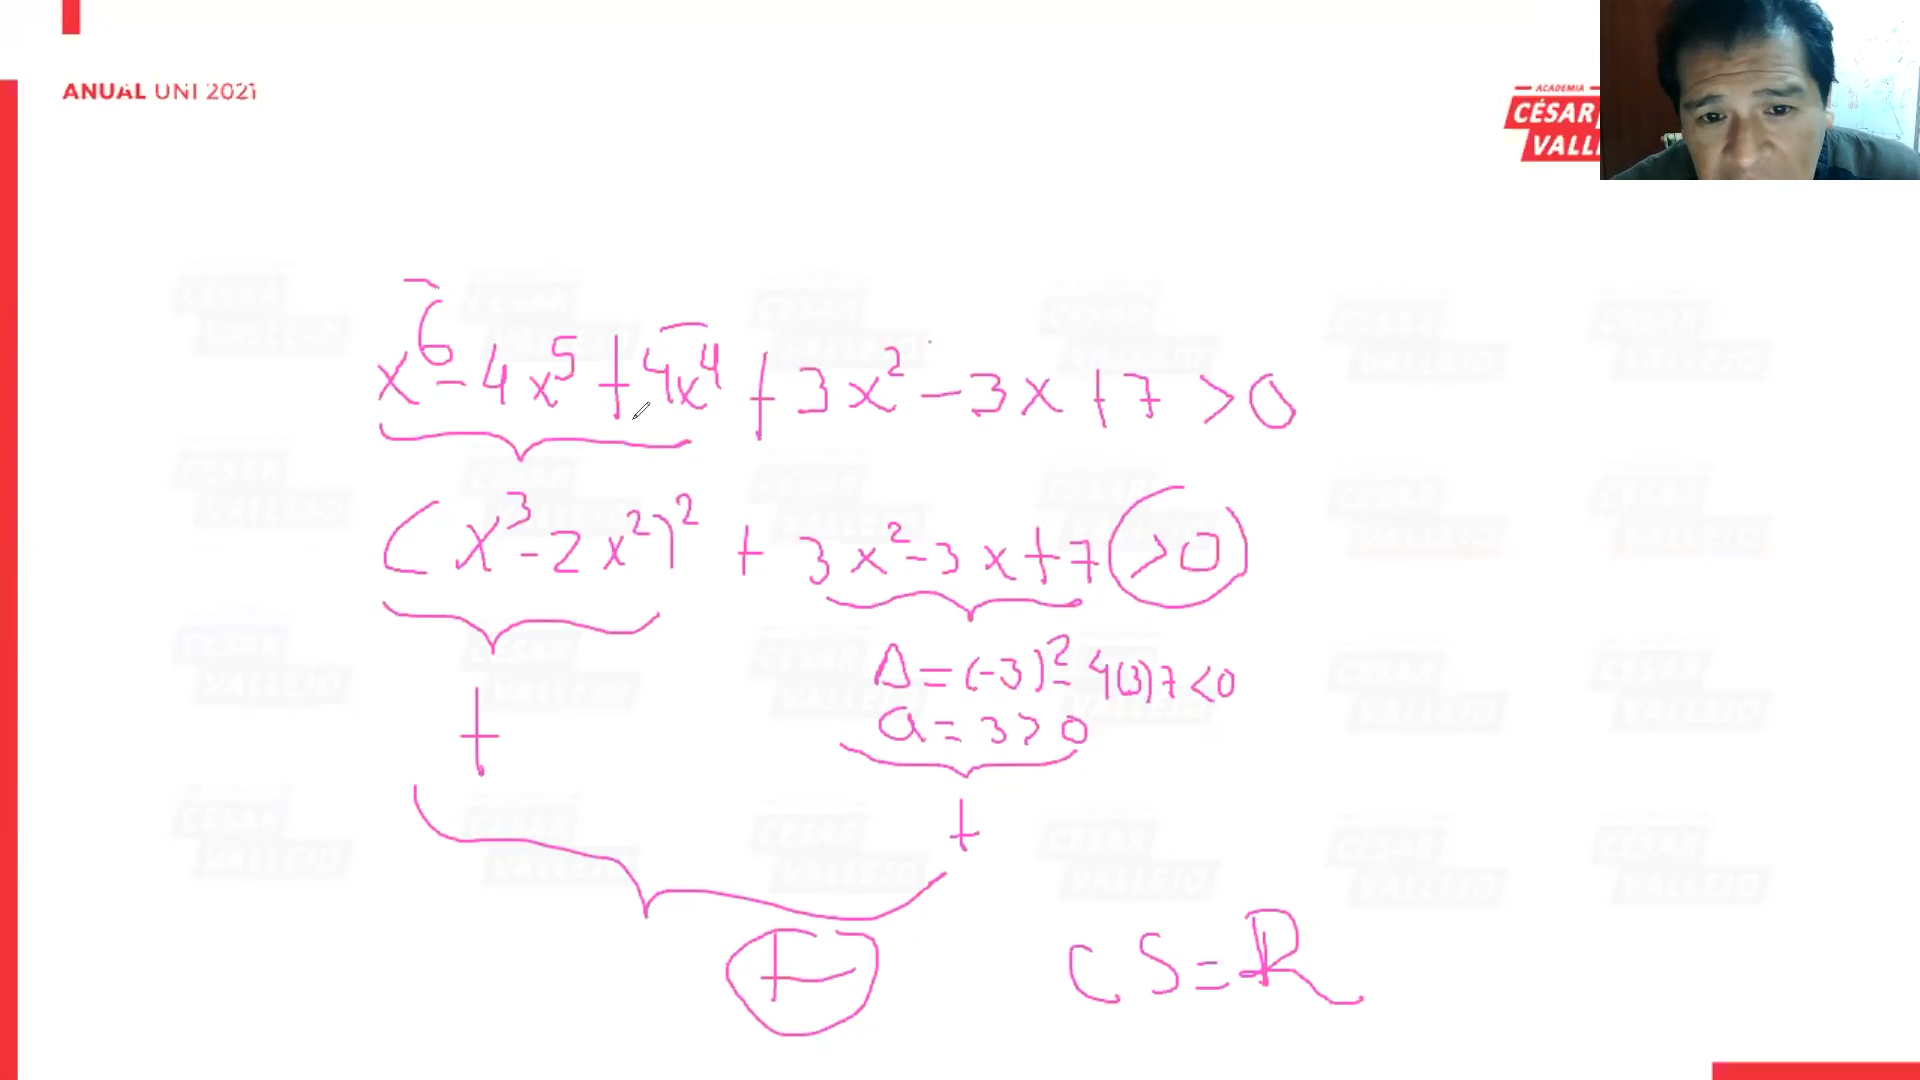 ANUAL UNI 2021
ACADEMIA
CÉSAR
VALLEJ
x⁶ - 4x⁵ + 4x⁴ + 3x² - 3x + 7 > 0
(x³ - 2x²)² + 3x² - 3x + 7 > 0
Δ = (-3)² - 4(3)7 < 0
a = 3 > 0
+
+
+
CS = ℝ